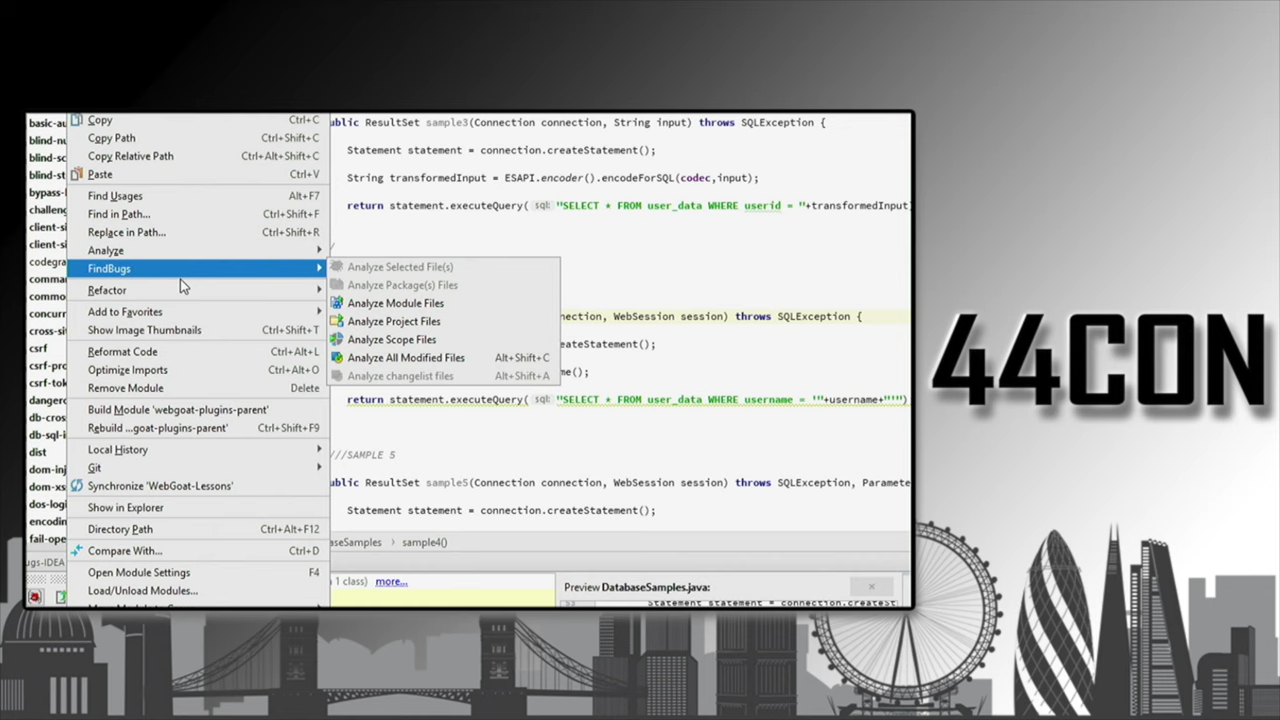 basic-au
blind-nu
blind-sc
blind-st
bypass-l
challeng
client-si
client-si
codegra
comma
commo
concurr
cross-si
csrf
csrf-pro
csrf-tok
dangero
db-cros
db-sql-i
dist
dom-inj
dom-xs
dos-logi
encodin
fail-ope
ugs-IDEA
Copy Ctrl+C
Copy Path Ctrl+Shift+C
Copy Relative Path Ctrl+Alt+Shift+C
Paste Ctrl+V
Find Usages Alt+F7
Find in Path... Ctrl+Shift+F
Replace in Path... Ctrl+Shift+R
Analyze
FindBugs
Refactor
Add to Favorites
Show Image Thumbnails Ctrl+Shift+T
Reformat Code Ctrl+Alt+L
Optimize Imports Ctrl+Alt+O
Remove Module Delete
Build Module 'webgoat-plugins-parent'
Rebuild ...goat-plugins-parent' Ctrl+Shift+F9
Local History
Git
Synchronize 'WebGoat-Lessons'
Show in Explorer
Directory Path Ctrl+Alt+F12
Compare With... Ctrl+D
Open Module Settings F4
Load/Unload Modules...
Analyze Selected File(s)
Analyze Package(s) Files
Analyze Module Files
Analyze Project Files
Analyze Scope Files
Analyze All Modified Files Alt+Shift+C
Analyze changelist files Alt+Shift+A
ublic ResultSet sample3(Connection connection, String input) throws SQLException {
Statement statement = connection.createStatement();
String transformedInput = ESAPI.encoder().encodeForSQL(codec,input);
return statement.executeQuery( sql: "SELECT * FROM user_data WHERE userid = "+transformedInput)
/
nection, WebSession session) throws SQLException {
eateStatement();
me();
return statement.executeQuery( sql: "SELECT * FROM user_data WHERE username = '"+username+"'")
///SAMPLE 5
ublic ResultSet sample5(Connection connection, WebSession session) throws SQLException, Paramete
Statement statement = connection.createStatement();
aseSamples › sample4()
1 class) more...
Preview DatabaseSamples.java:
Statement statement = connection.createSt
44CON